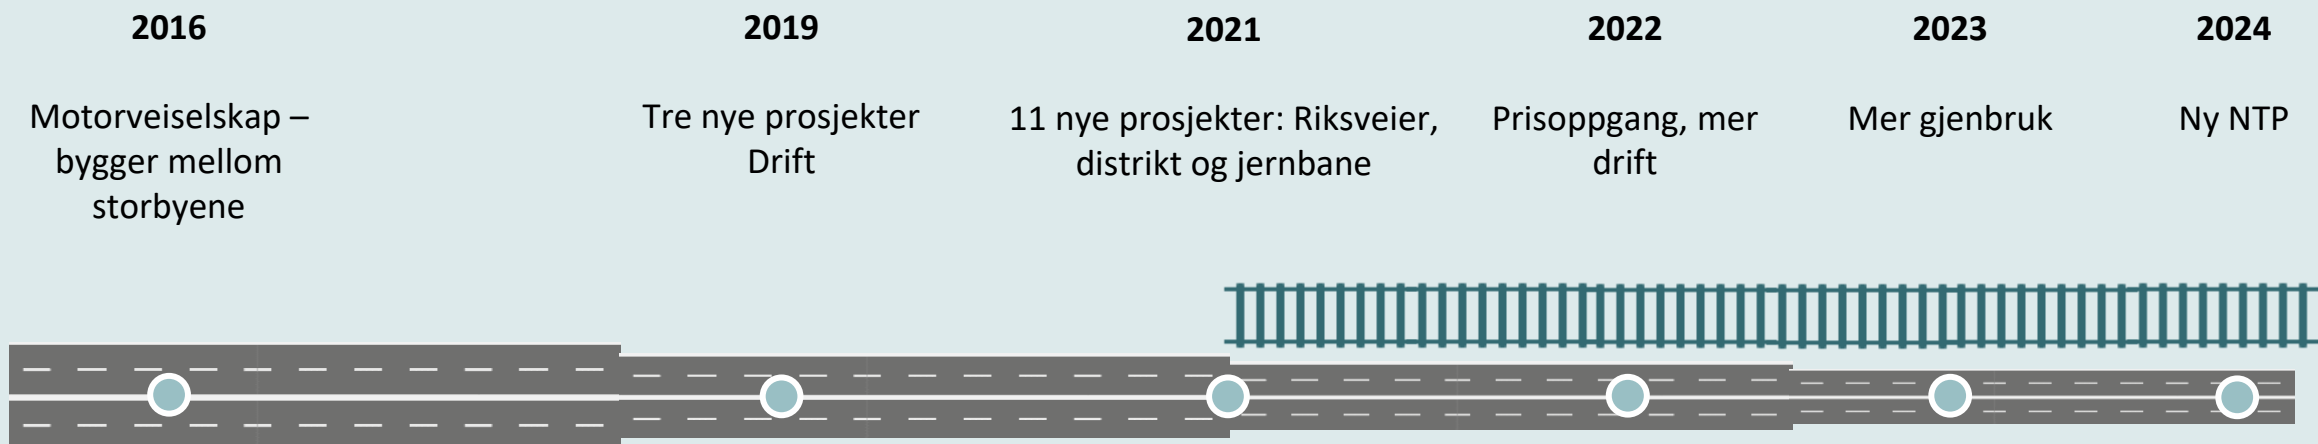 2016
Motorveiselskap –
bygger mellom
storbyene
2019
Tre nye prosjekter
Drift
2021
11 nye prosjekter: Riksveier,
distrikt og jernbane
2022
Prisoppgang, mer
drift
2023
Mer gjenbruk
2024
Ny NTP